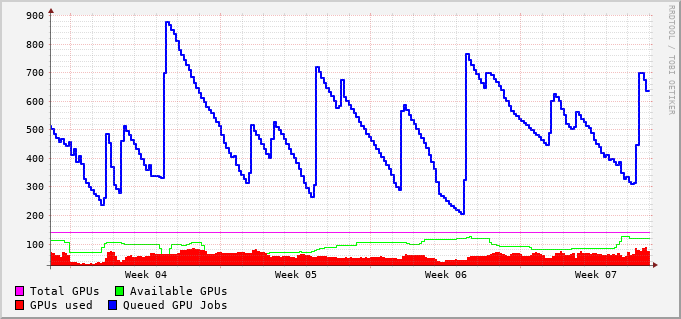 900
800
700
600
500
400
300
200
100
Week 04 Week 05 Week 06 Week 07
Total GPUs Available GPUs
GPUs used Queued GPU Jobs
RRDTOOL / TOBI OETIKER